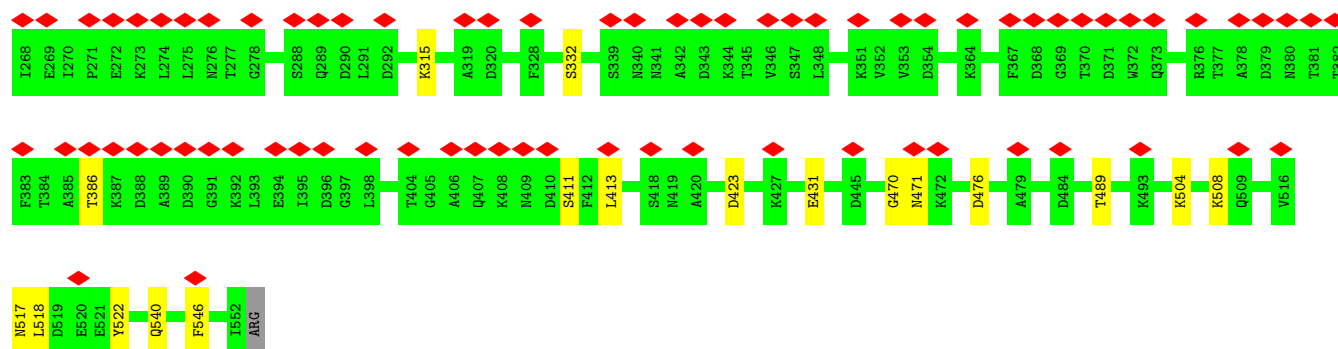 I268 E269 I270 P271 E272 K273 L274 L275 N276 T277 G278 S288 Q289 D290 L291 D292 K315 A319 D320 F328 S332 S339 N340 N341 A342 D343 K344 T345 V346 S347 L348 K351 V352 V353 D354 K364 F367 D368 G369 T370 D371 W372 Q373 R376 T377 A378 D379 N380 T381 T382
F383 T384 A385 T386 K387 D388 A389 D390 G391 K392 L393 E394 I395 D396 G397 L398 T404 G405 A406 Q407 K408 N409 D410 S411 F412 L413 S418 N419 A420 D423 K427 E431 D445 G470 N471 K472 D476 A479 D484 T489 K493 K504 K508 Q509 V516
N517 L518 D519 E520 E521 Y522 Q540 F546 I552 ARG